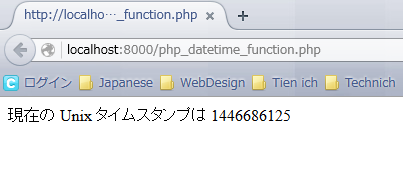 http://localho..._function.php
localhost:8000/php_datetime_function.php
ログイン Japanese WebDesign Tien ich Technich
現在の Unix タイムスタンプは 1446686125